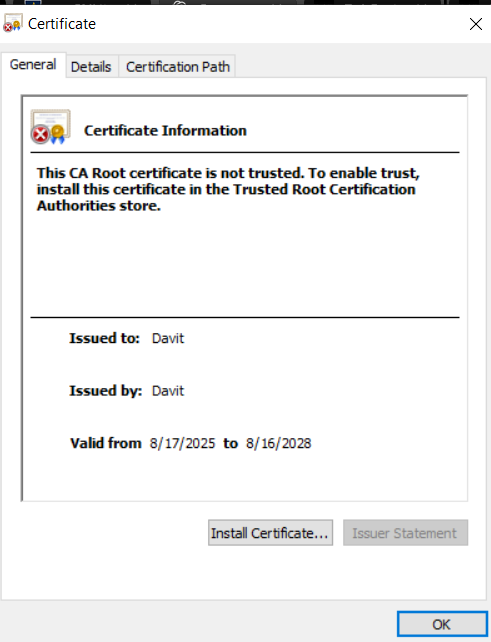 Certificate
General
Details
Certification Path
Certificate Information
This CA Root certificate is not trusted. To enable trust,
install this certificate in the Trusted Root Certification
Authorities store.
Issued to: Davit
Issued by: Davit
Valid from 8/17/2025 to 8/16/2028
Install Certificate...
Issuer Statement
OK